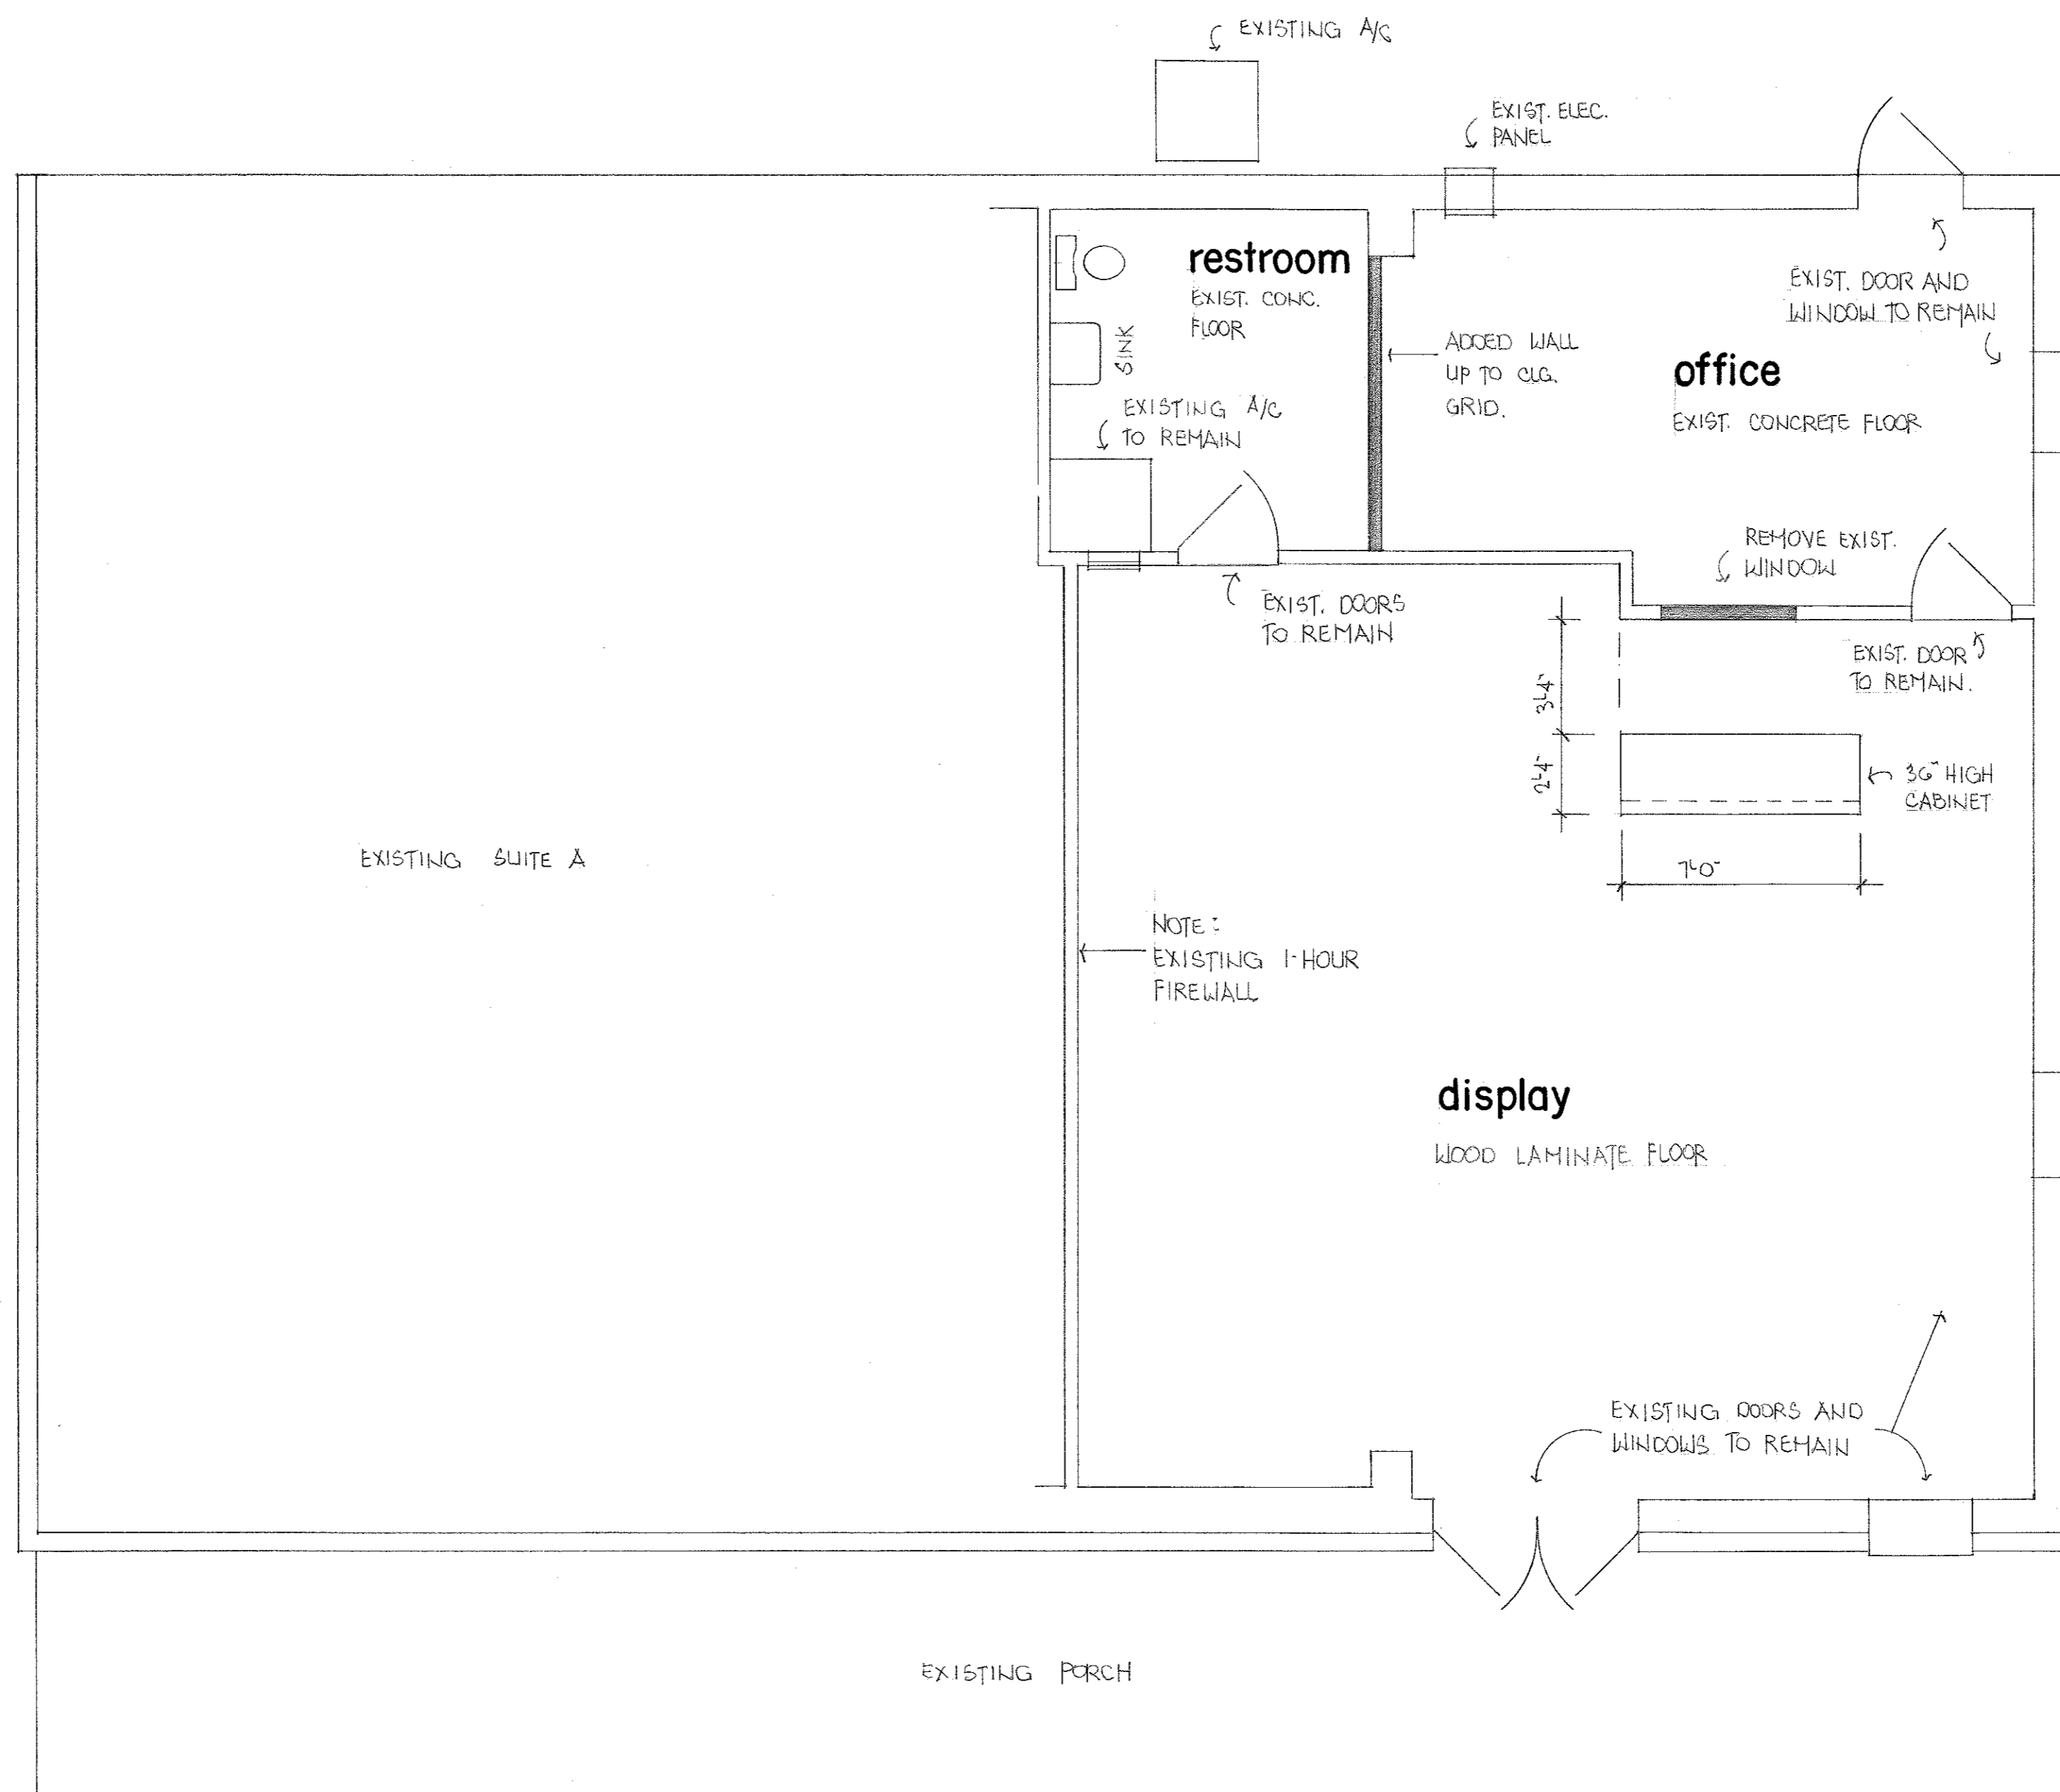 EXISTING A/C
EXIST. ELEC.
PANEL
restroom
EXIST. CONC.
FLOOR
SINK
EXISTING A/C
TO REMAIN
ADDED WALL
UP TO CLG.
GRID.
EXIST. DOOR AND
WINDOW TO REMAIN
office
EXIST. CONCRETE FLOOR
REMOVE EXIST.
WINDOW
EXIST. DOORS
TO REMAIN
EXIST. DOOR
TO REMAIN.
3'-4"
2'-4"
36" HIGH
CABINET
7'-0"
EXISTING SUITE A
NOTE:
EXISTING 1-HOUR
FIREWALL
display
WOOD LAMINATE FLOOR
EXISTING DOORS AND
WINDOWS TO REMAIN
EXISTING PORCH